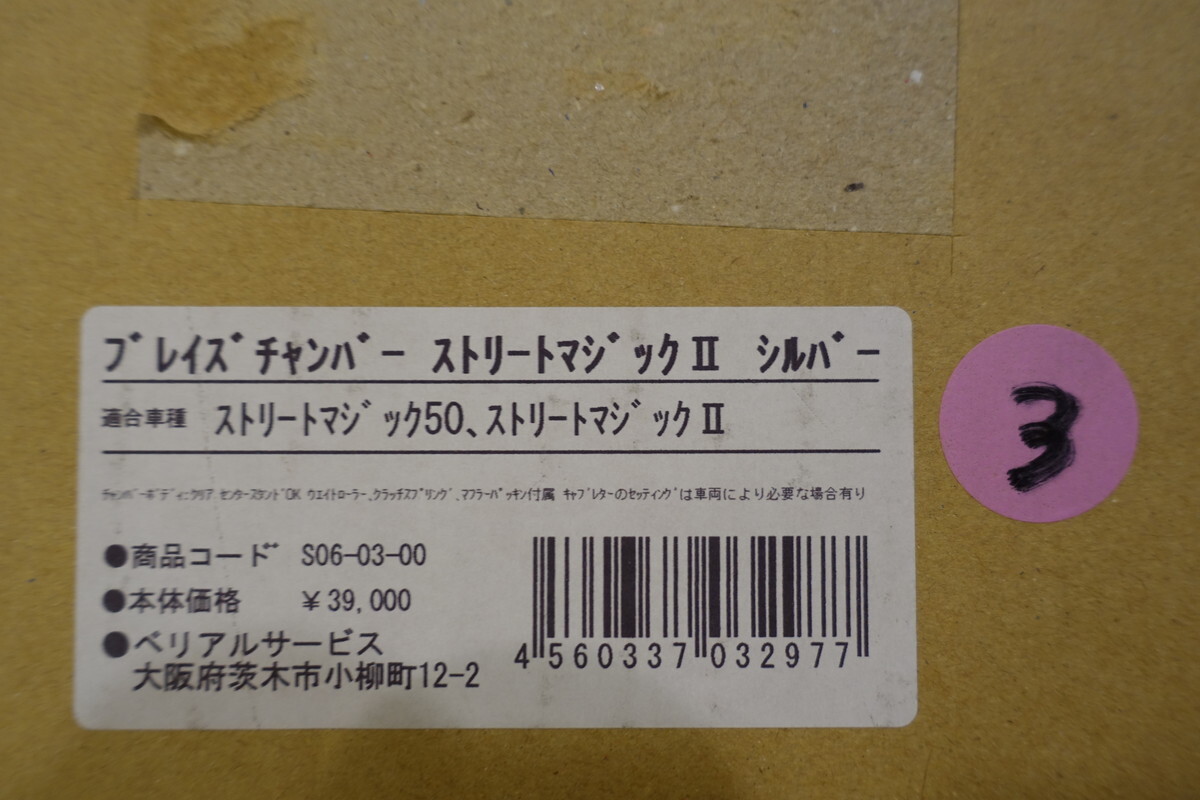 ﾌﾞﾚｲｽﾞﾁｬﾝﾊﾞｰ ｽﾄﾘｰﾄﾏｼﾞｯｸⅡ ｼﾙﾊﾞｰ
適合車種 ｽﾄﾘｰﾄﾏｼﾞｯｸ50、ｽﾄﾘｰﾄﾏｼﾞｯｸⅡ
ﾁｬﾝﾊﾞｰﾎﾞﾃﾞｨ:ｸﾘｱ ｾﾝﾀｰｽﾀﾝﾄﾞOK ｳｴｲﾄﾛｰﾗｰ、ｸﾗｯﾁｽﾌﾟﾘﾝｸﾞ、ﾏﾌﾗｰﾊﾟｯｷﾝ付属 ｷｬﾌﾞﾚﾀｰのｾｯﾃｨﾝｸﾞは車両により必要な場合有り
●商品コード S06-03-00
●本体価格 ￥39,000
●ベリアルサービス
大阪府茨木市小柳町12-2
4 560337 032977
3